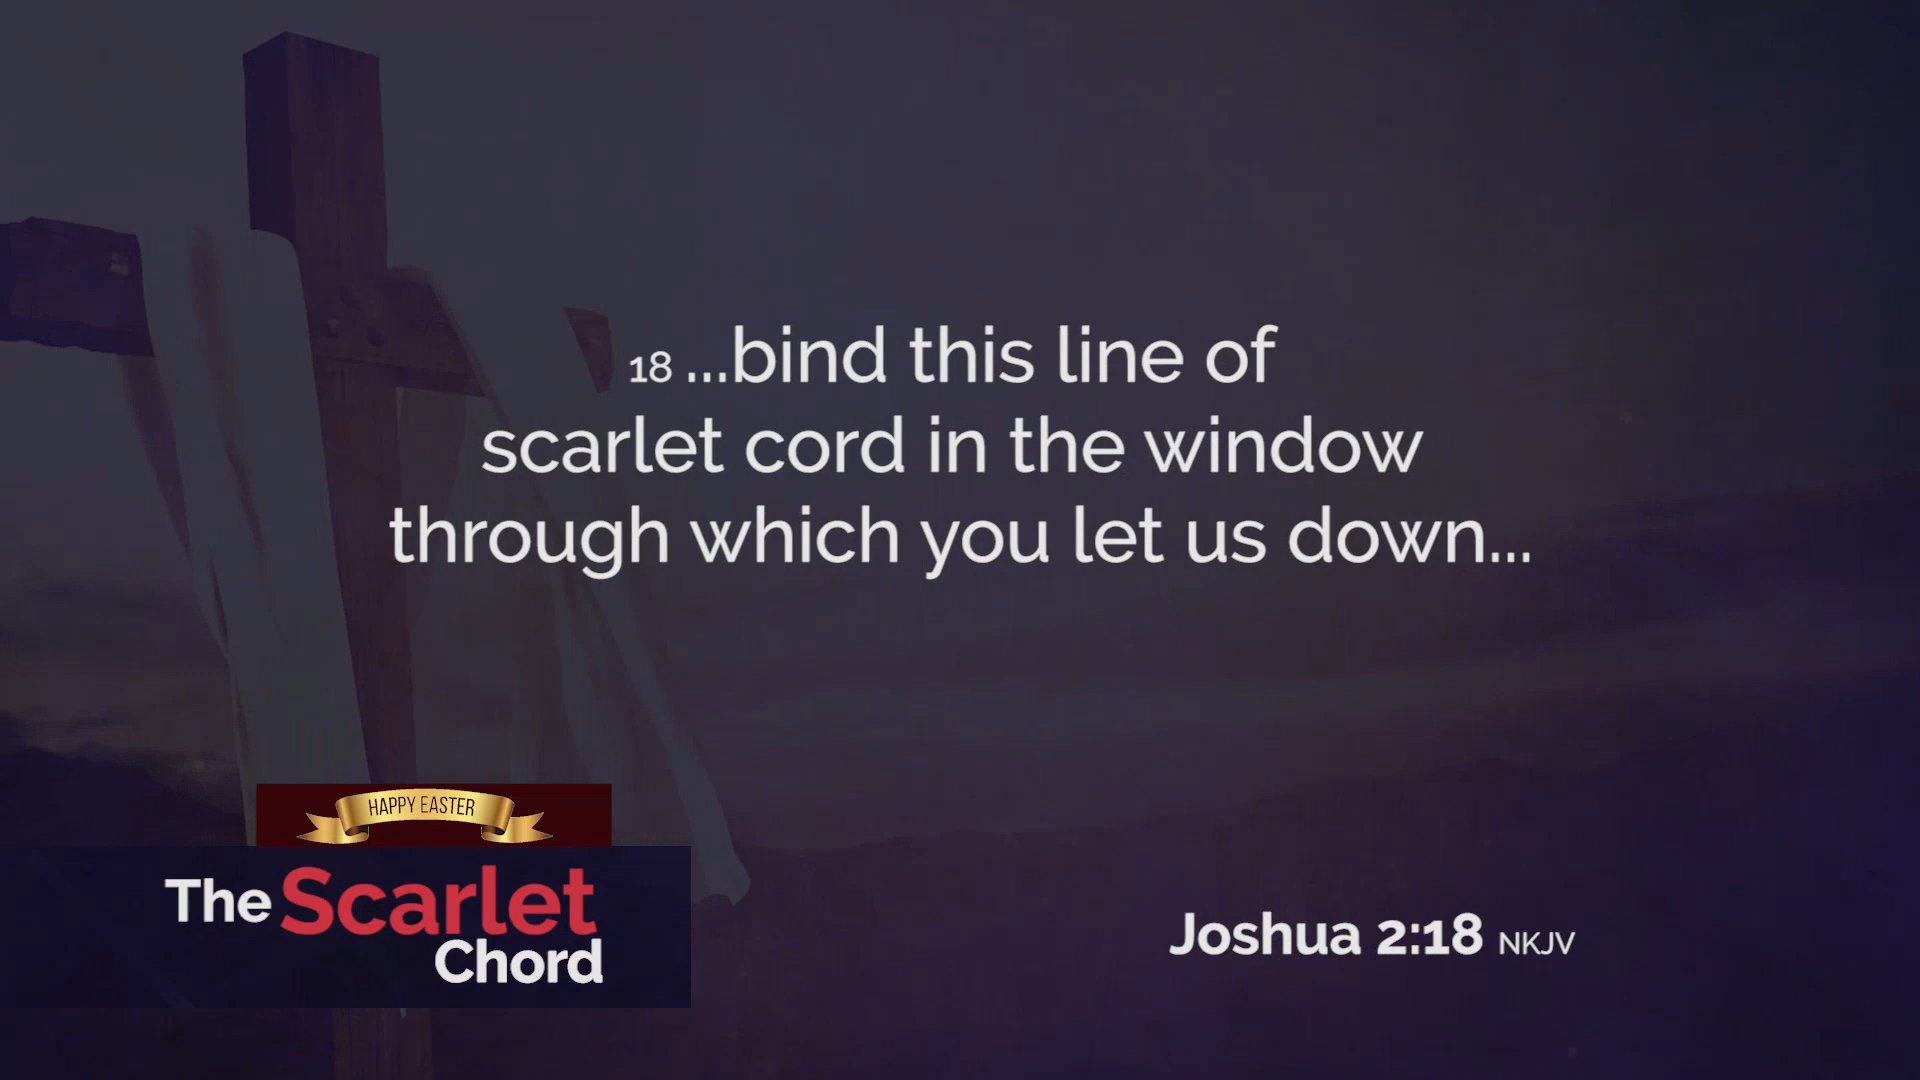 18 ...bind this line of
scarlet cord in the window
through which you let us down...
HAPPY EASTER
The Scarlet
Chord
Joshua 2:18 NKJV